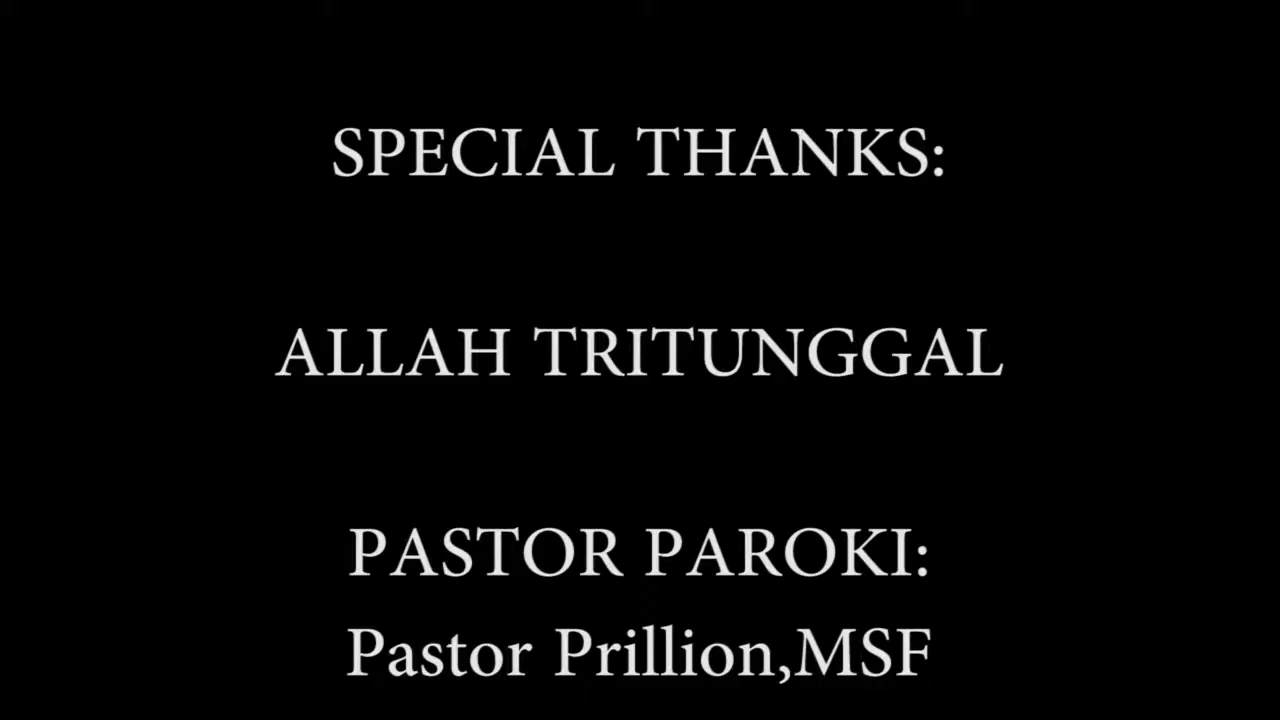 SPECIAL THANKS:
ALLAH TRITUNGGAL
PASTOR PAROKI:
Pastor Prillion,MSF